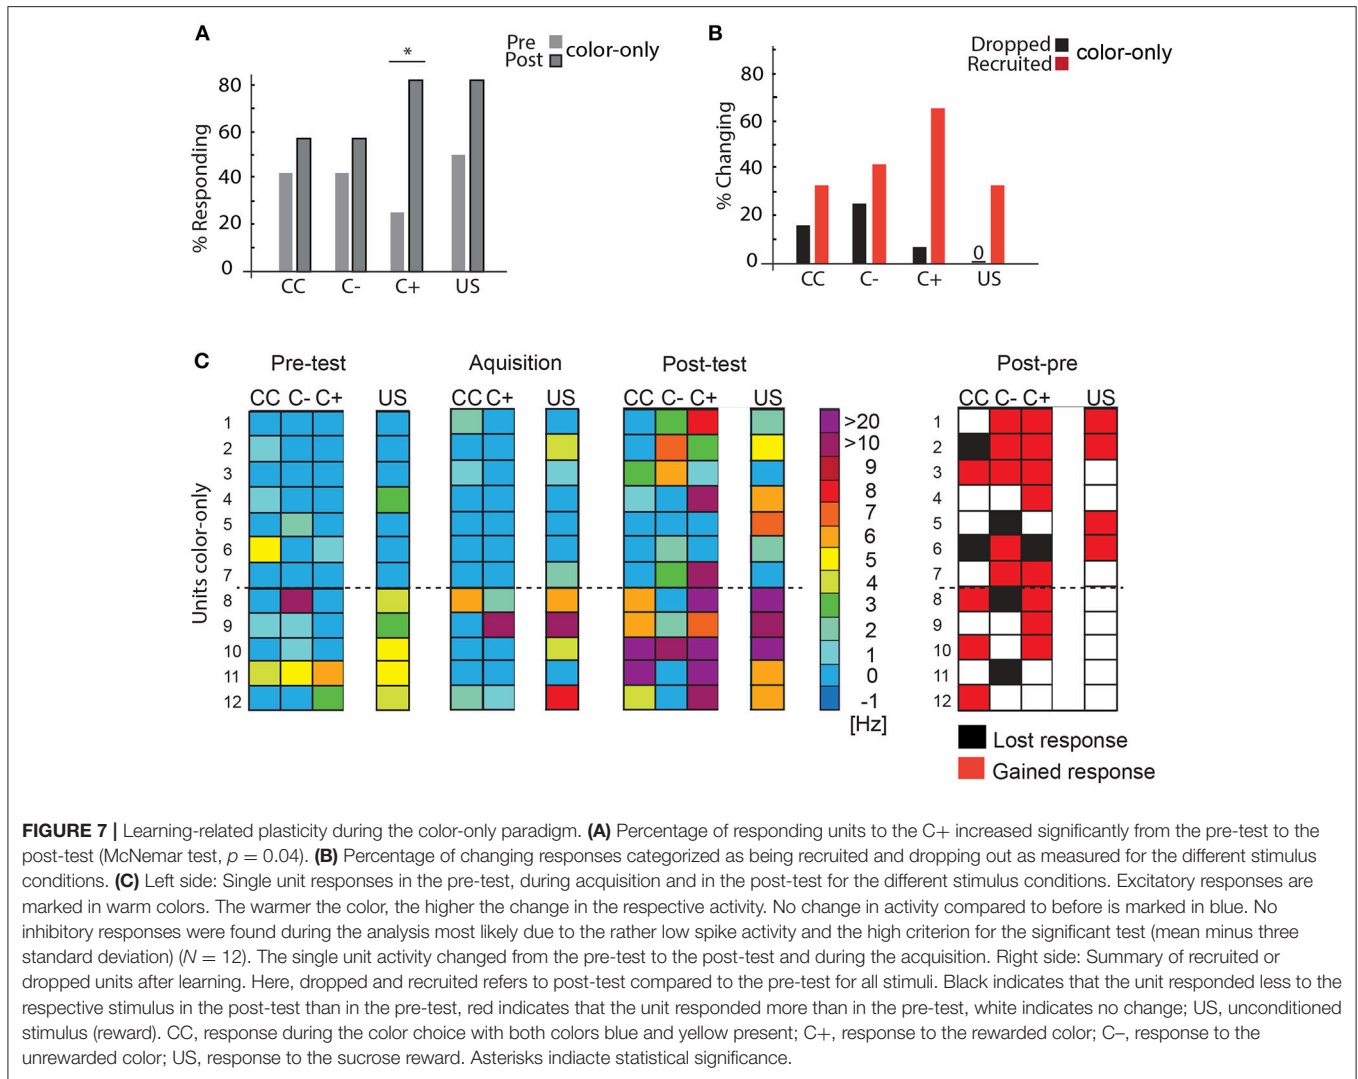 A
Pre
Post
color-only
*
% Responding
80
60
40
20
0
CC C- C+ US
B
Dropped
Recruited
color-only
% Changing
80
60
40
20
0
0
CC C- C+ US
C
Pre-test Aquisition Post-test Post-pre
CC C- C+ US CC C+ US CC C- C+ US CC C- C+ US
Units color-only
1
2
3
4
5
6
7
8
9
10
11
12
>20
>10
9
8
7
6
5
4
3
2
1
0
-1
[Hz]
1
2
3
4
5
6
7
8
9
10
11
12
Lost response
Gained response
FIGURE 7 | Learning-related plasticity during the color-only paradigm. (A) Percentage of responding units to the C+ increased significantly from the pre-test to the
post-test (McNemar test, p = 0.04). (B) Percentage of changing responses categorized as being recruited and dropping out as measured for the different stimulus
conditions. (C) Left side: Single unit responses in the pre-test, during acquisition and in the post-test for the different stimulus conditions. Excitatory responses are
marked in warm colors. The warmer the color, the higher the change in the respective activity. No change in activity compared to before is marked in blue. No
inhibitory responses were found during the analysis most likely due to the rather low spike activity and the high criterion for the significant test (mean minus three
standard deviation) (N = 12). The single unit activity changed from the pre-test to the post-test and during the acquisition. Right side: Summary of recruited or
dropped units after learning. Here, dropped and recruited refers to post-test compared to the pre-test for all stimuli. Black indicates that the unit responded less to the
respective stimulus in the post-test than in the pre-test, red indicates that the unit responded more than in the pre-test, white indicates no change; US, unconditioned
stimulus (reward). CC, response during the color choice with both colors blue and yellow present; C+, response to the rewarded color; C–, response to the
unrewarded color; US, response to the sucrose reward. Asterisks indiacte statistical significance.